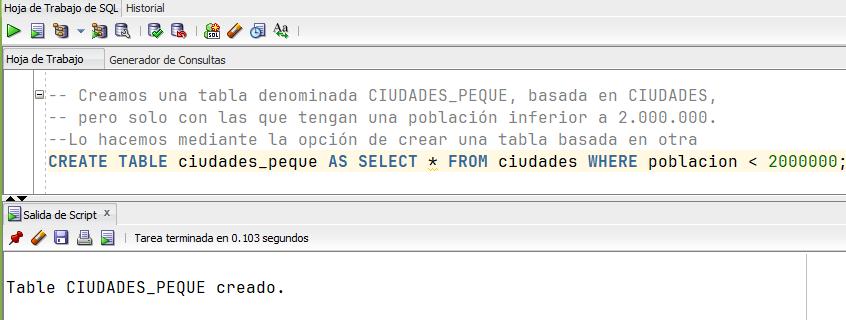 Hoja de Trabajo de SQL Historial
SQL Aa
Hoja de Trabajo Generador de Consultas
-- Creamos una tabla denominada CIUDADES_PEQUE, basada en CIUDADES,
-- pero solo con las que tengan una población inferior a 2.000.000.
--Lo hacemos mediante la opción de crear una tabla basada en otra
CREATE TABLE ciudades_peque AS SELECT * FROM ciudades WHERE poblacion < 2000000;
Salida de Script x
Tarea terminada en 0.103 segundos
Table CIUDADES_PEQUE creado.